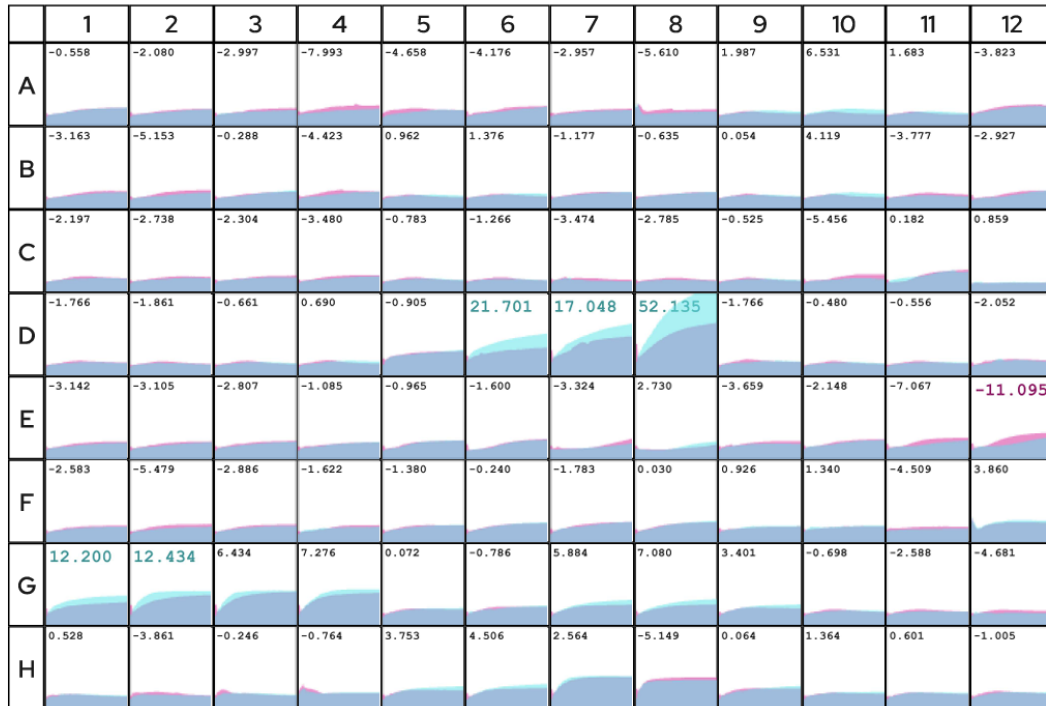 1 2 3 4 5 6 7 8 9 10 11 12
A -0.558 -2.080 -2.997 -7.993 -4.658 -4.176 -2.957 -5.610 1.987 6.531 1.683 -3.823
B -3.163 -5.153 -0.288 -4.423 0.962 1.376 -1.177 -0.635 0.054 4.119 -3.777 -2.927
C -2.197 -2.738 -2.304 -3.480 -0.783 -1.266 -3.474 -2.785 -0.525 -5.456 0.182 0.859
D -1.766 -1.861 -0.661 0.690 -0.905 21.701 17.048 52.135 -1.766 -0.480 -0.556 -2.052
E -3.142 -3.105 -2.807 -1.085 -0.965 -1.600 -3.324 2.730 -3.659 -2.148 -7.067 -11.095
F -2.583 -5.479 -2.886 -1.622 -1.380 -0.240 -1.783 0.030 0.926 1.340 -4.509 3.860
G 12.200 12.434 6.434 7.276 0.072 -0.786 5.884 7.080 3.401 -0.698 -2.588 -4.681
H 0.528 -3.861 -0.246 -0.764 3.753 4.506 2.564 -5.149 0.064 1.364 0.601 -1.005